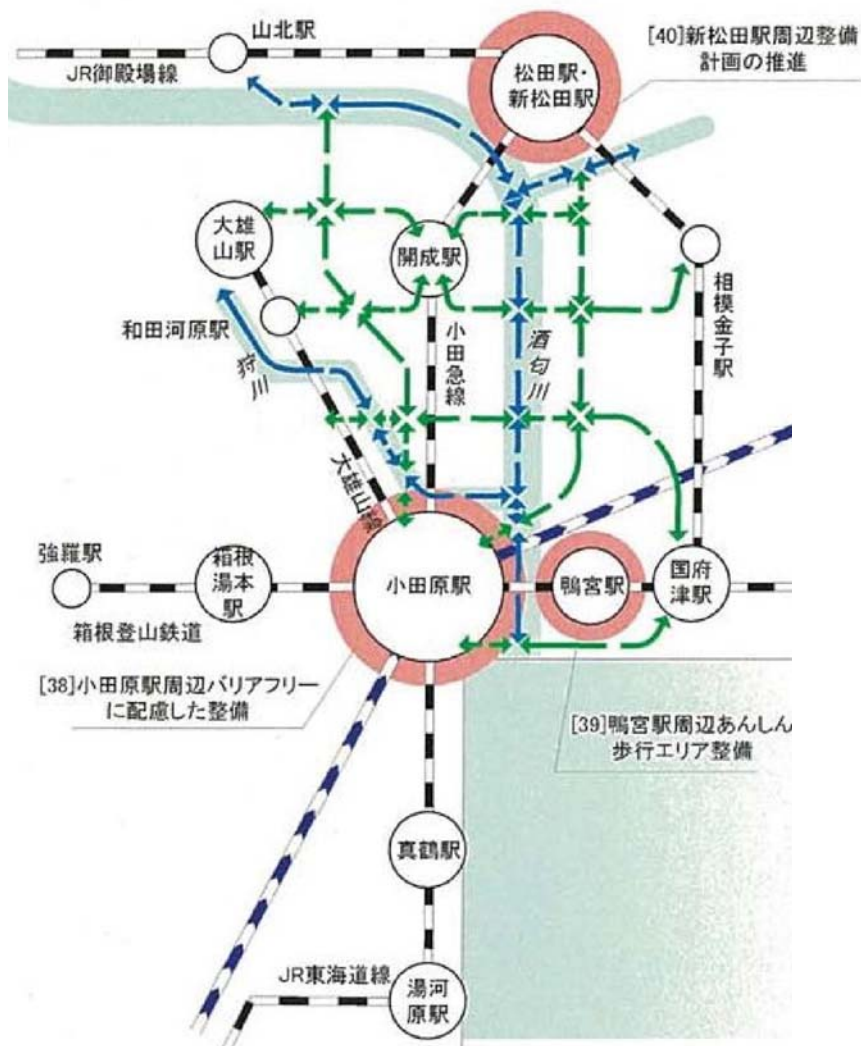 山北駅
JR御殿場線
松田駅・
新松田駅
[40]新松田駅周辺整備
計画の推進
大雄
山駅
開成駅
和田河原駅
狩川
小田急線
酒匂川
相模金子駅
大雄山線
強羅駅
箱根
湯本
駅
箱根登山鉄道
小田原駅
鴨宮駅
国府
津駅
[38]小田原駅周辺バリアフリー
に配慮した整備
[39]鴨宮駅周辺あんしん
歩行エリア整備
真鶴駅
JR東海道線
湯河
原駅